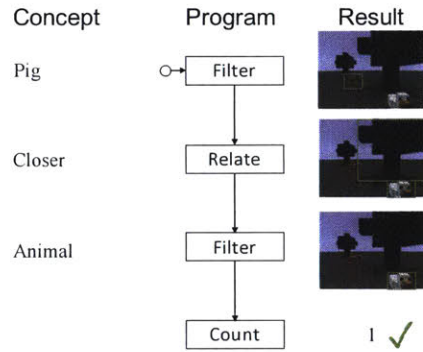 Concept Program Result
Pig Filter
Closer Relate
Animal Filter
Count 1 ✓